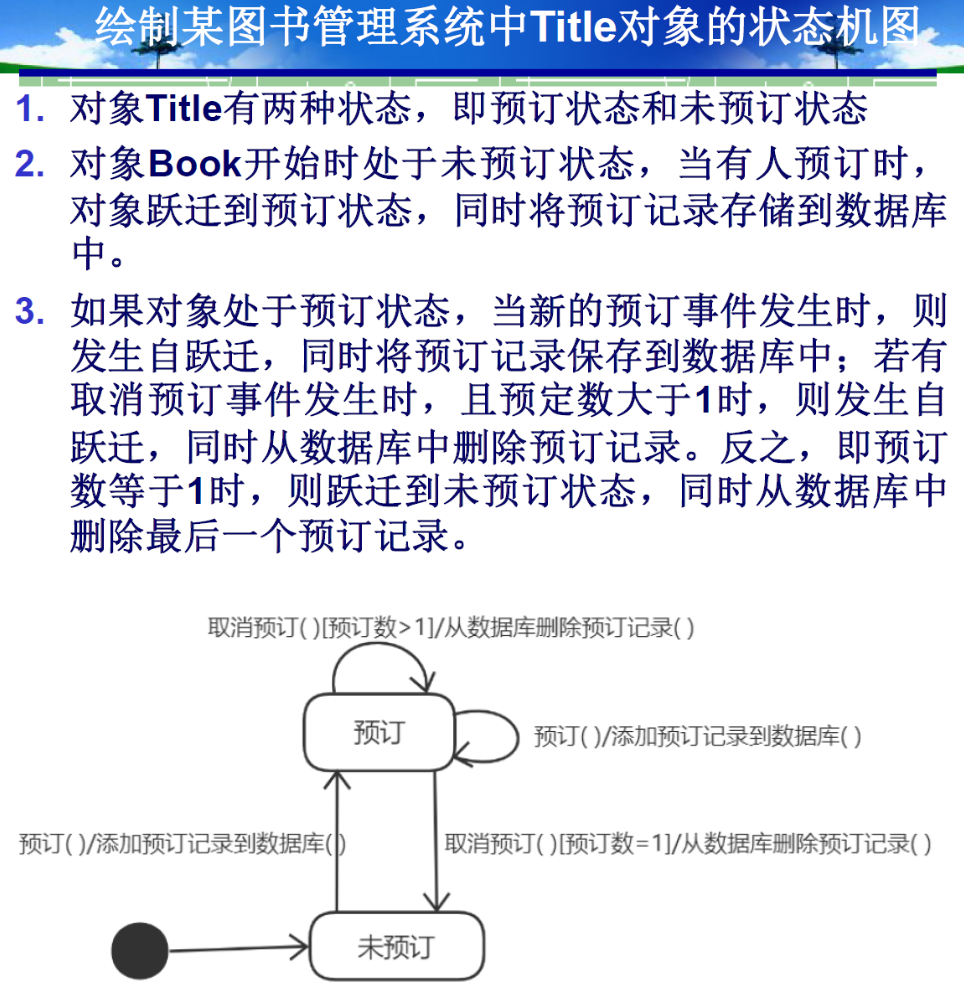 绘制某图书管理系统中Title对象的状态机图
1. 对象Title有两种状态，即预订状态和未预订状态
2. 对象Book开始时处于未预订状态，当有人预订时，
对象跃迁到预订状态，同时将预订记录存储到数据库
中。
3. 如果对象处于预订状态，当新的预订事件发生时，则
发生自跃迁，同时将预订记录保存到数据库中；若有
取消预订事件发生时，且预定数大于1时，则发生自
跃迁，同时从数据库中删除预订记录。反之，即预订
数等于1时，则跃迁到未预订状态，同时从数据库中
删除最后一个预订记录。
取消预订( )[预订数>1]/从数据库删除预订记录( )
预订
预订( )/添加预订记录到数据库( )
预订( )/添加预订记录到数据库( )
取消预订( )[预订数=1]/从数据库删除预订记录( )
未预订